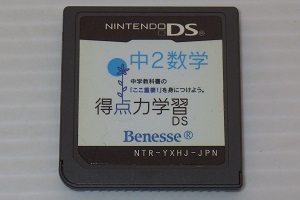 NINTENDO DS
中2数学
中学教科書の
「ここ重要!」を身につけよう。
得点力学習
DS
Benesse®
NTR-YXHJ-JPN